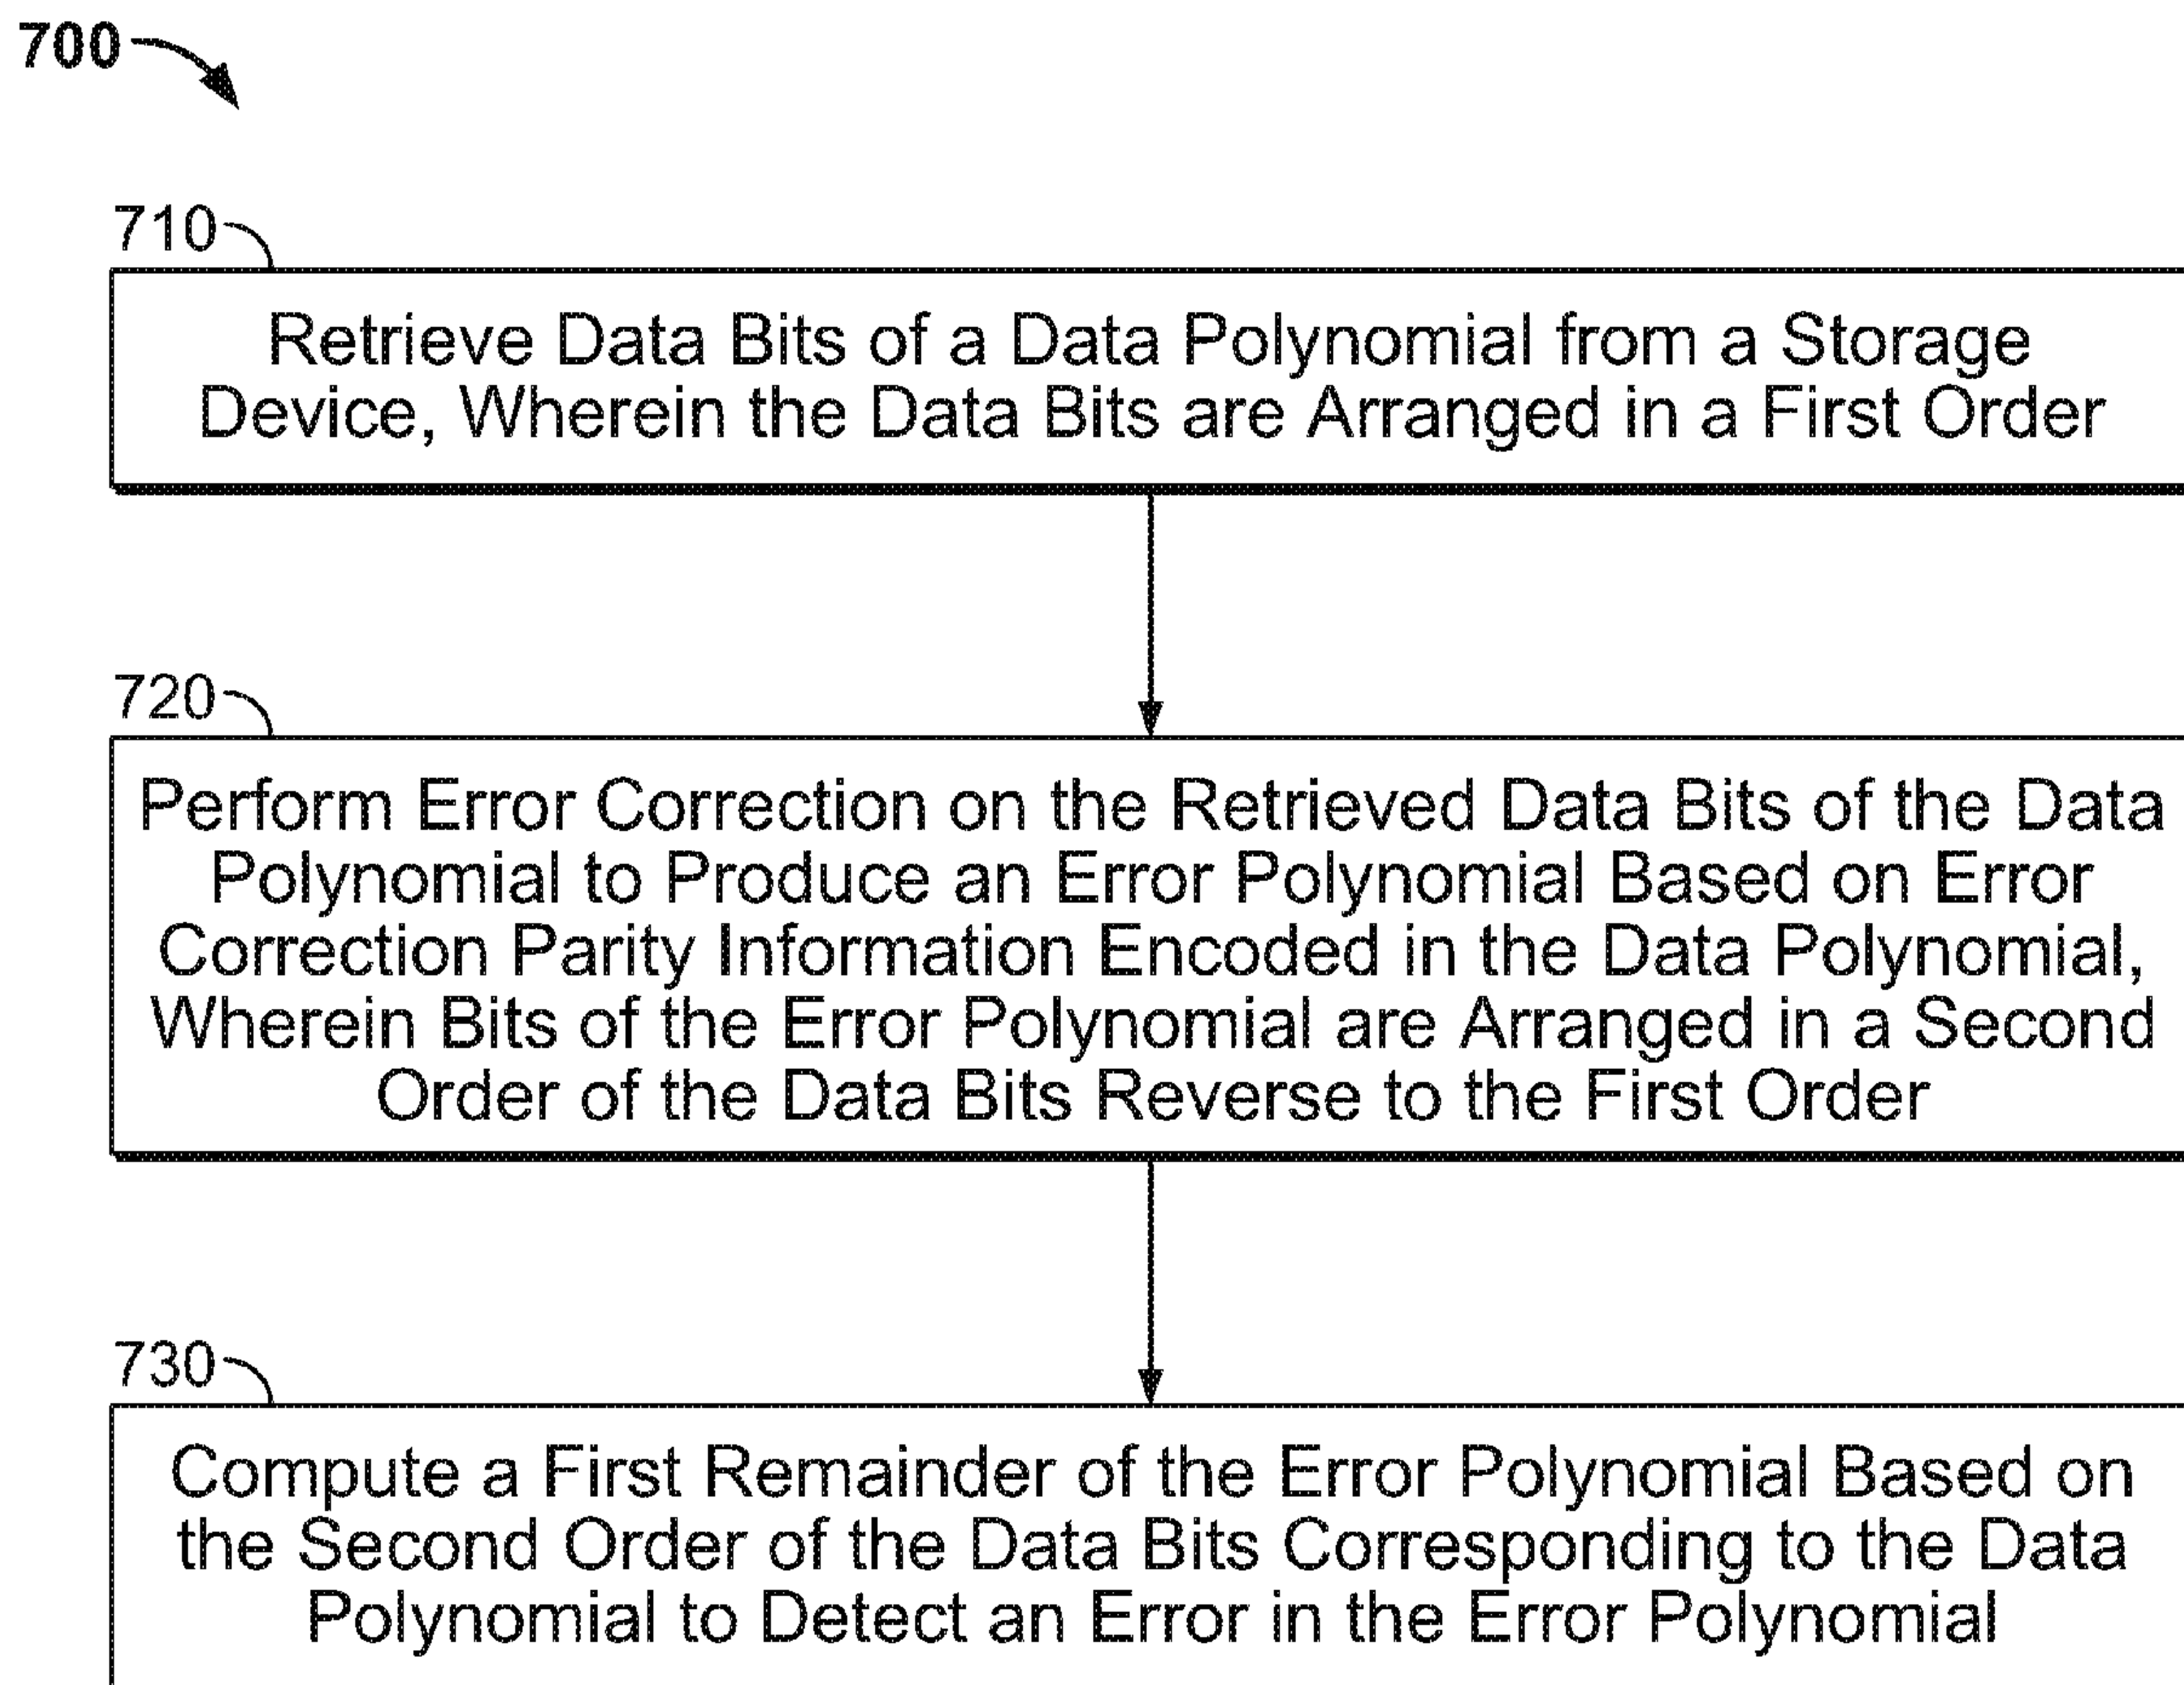 700
710
Retrieve Data Bits of a Data Polynomial from a Storage
Device, Wherein the Data Bits are Arranged in a First Order
720
Perform Error Correction on the Retrieved Data Bits of the Data
Polynomial to Produce an Error Polynomial Based on Error
Correction Parity Information Encoded in the Data Polynomial,
Wherein Bits of the Error Polynomial are Arranged in a Second
Order of the Data Bits Reverse to the First Order
730
Compute a First Remainder of the Error Polynomial Based on
the Second Order of the Data Bits Corresponding to the Data
Polynomial to Detect an Error in the Error Polynomial